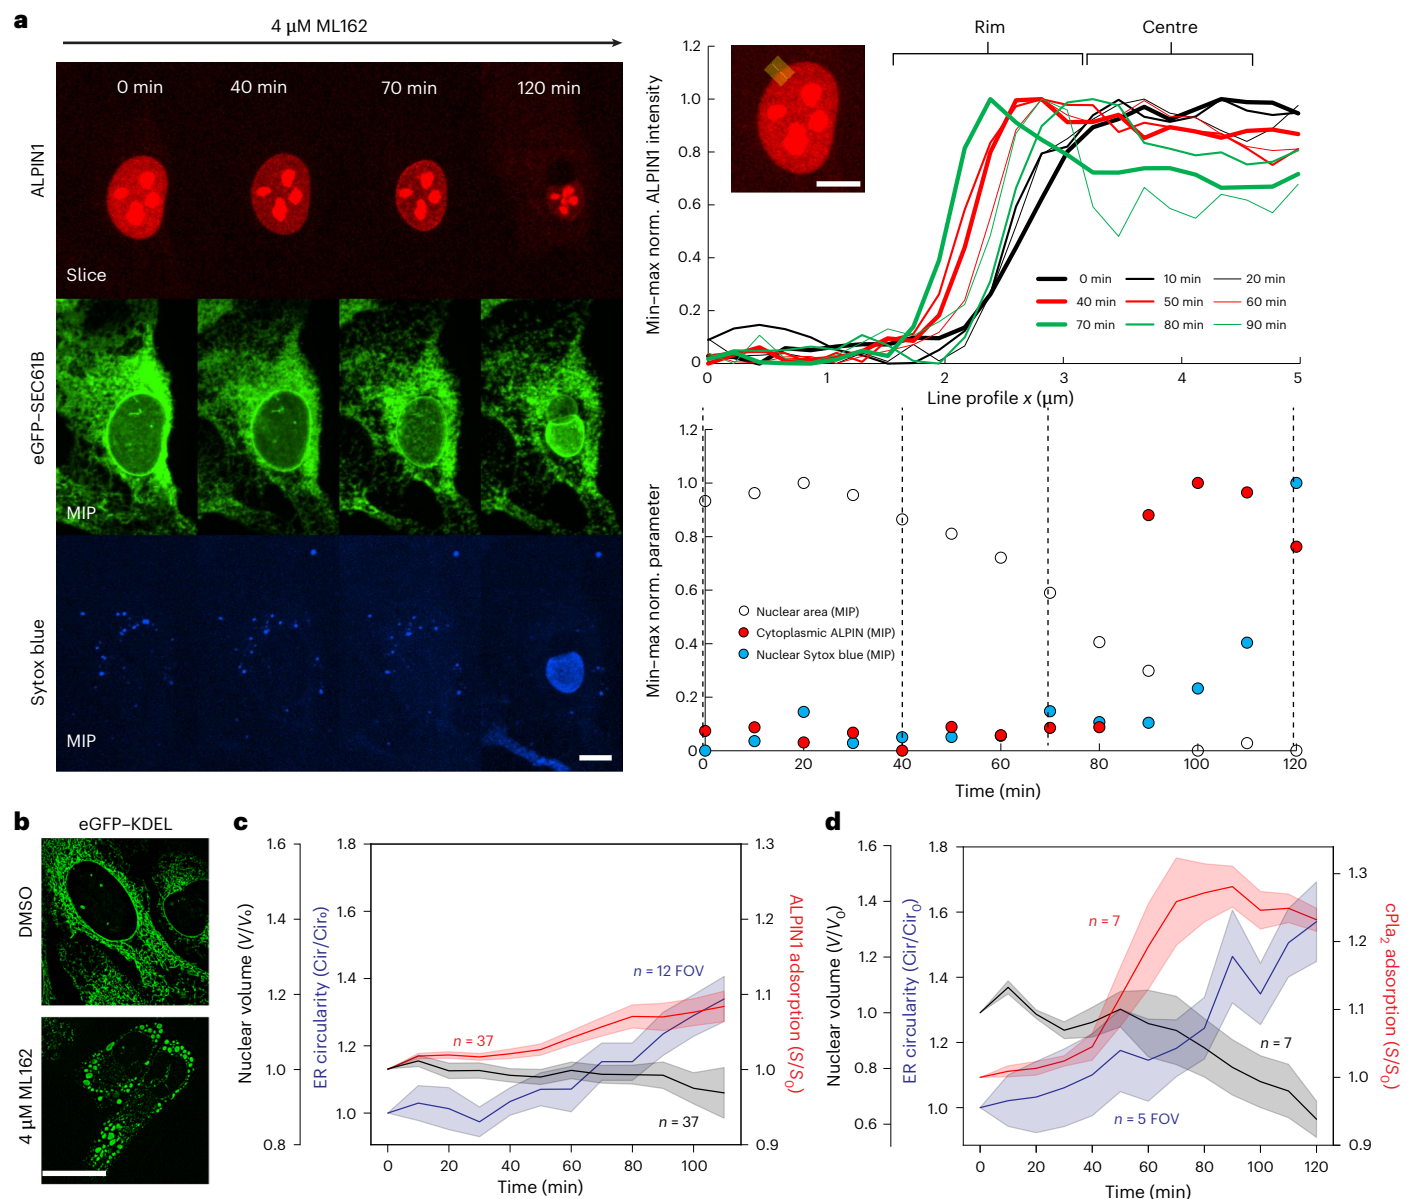 a
4 μM ML162
0 min 40 min 70 min 120 min
ALPIN1
Slice
eGFP–SEC61B
MIP
Sytox blue
MIP
Rim Centre
Min–max norm. ALPIN1 intensity
1.2
1.0
0.8
0.6
0.4
0.2
0
0 min 10 min 20 min
40 min 50 min 60 min
70 min 80 min 90 min
0 1 2 3 4 5
Line profile x (μm)
Min–max norm. parameter
1.2
1.0
0.8
0.6
0.4
0.2
0
Nuclear area (MIP)
Cytoplasmic ALPIN (MIP)
Nuclear Sytox blue (MIP)
0 20 40 60 80 100 120
Time (min)
b
eGFP–KDEL
DMSO
4 μM ML162
c
Nuclear volume (V/V₀)
1.6
1.4
1.2
1.0
0.8
ER circularity (Cir/Cir₀)
1.8
1.6
1.4
1.2
1.0
n = 12 FOV
n = 37
n = 37
1.3
1.2
1.1
1.0
0.9
ALPIN1 adsorption (S/S₀)
0 20 40 60 80 100
Time (min)
d
Nuclear volume (V/V₀)
1.6
1.4
1.2
1.0
0.8
0.6
ER circularity (Cir/Cir₀)
1.8
1.6
1.4
1.2
1.0
n = 7
n = 7
n = 5 FOV
1.3
1.2
1.1
1.0
0.9
cPla₂ adsorption (S/S₀)
0 20 40 60 80 100 120
Time (min)